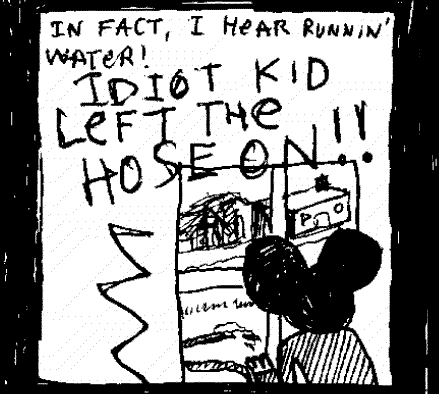 IN FACT, I HEAR RUNNIN'
WATER!
IDIOT KID
LEFT THE
HOSE ON!!